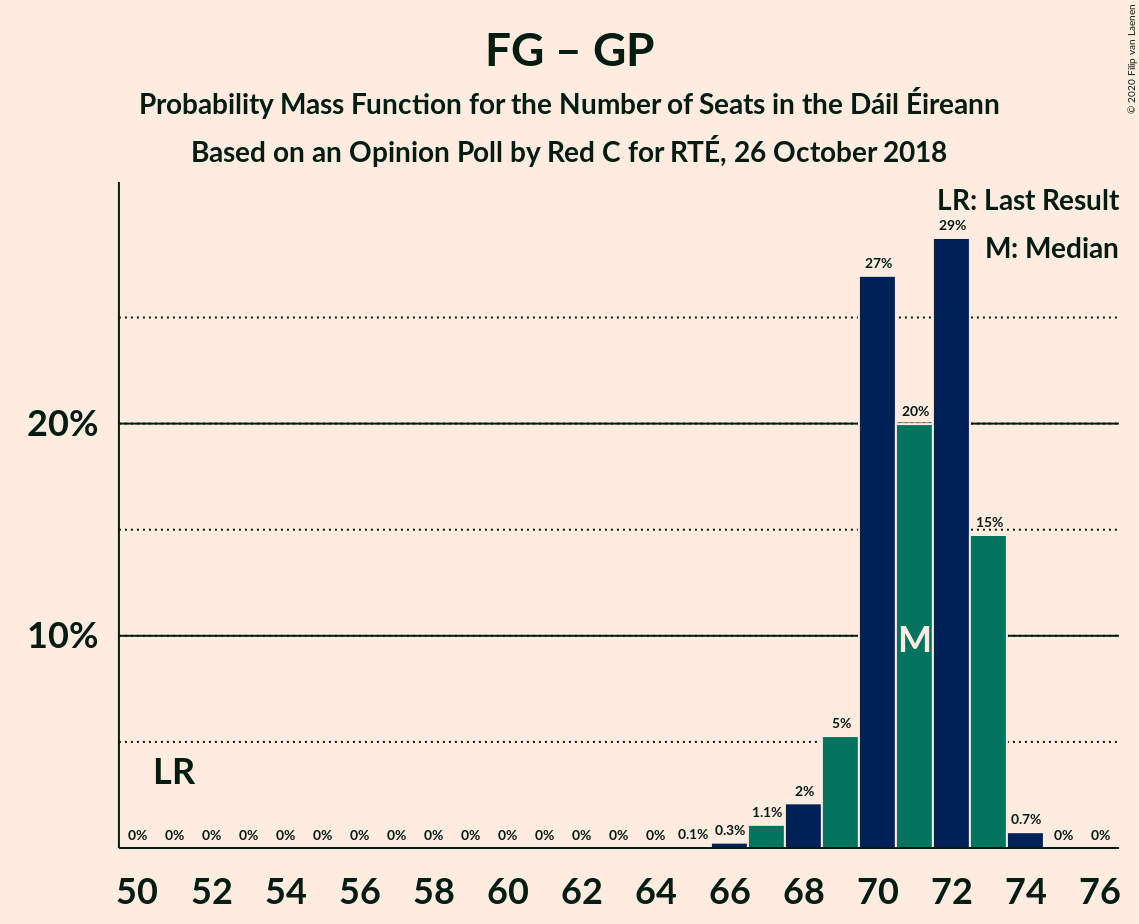 FG – GP
Probability Mass Function for the Number of Seats in the Dáil Éireann
Based on an Opinion Poll by Red C for RTÉ, 26 October 2018
© 2020 Filip van Laenen
LR: Last Result
M: Median
20%
10%
LR
M
0% 0% 0% 0% 0% 0% 0% 0% 0% 0% 0% 0% 0% 0% 0% 0.1% 0.3% 1.1% 2% 5% 27% 20% 29% 15% 0.7% 0% 0%
50 52 54 56 58 60 62 64 66 68 70 72 74 76